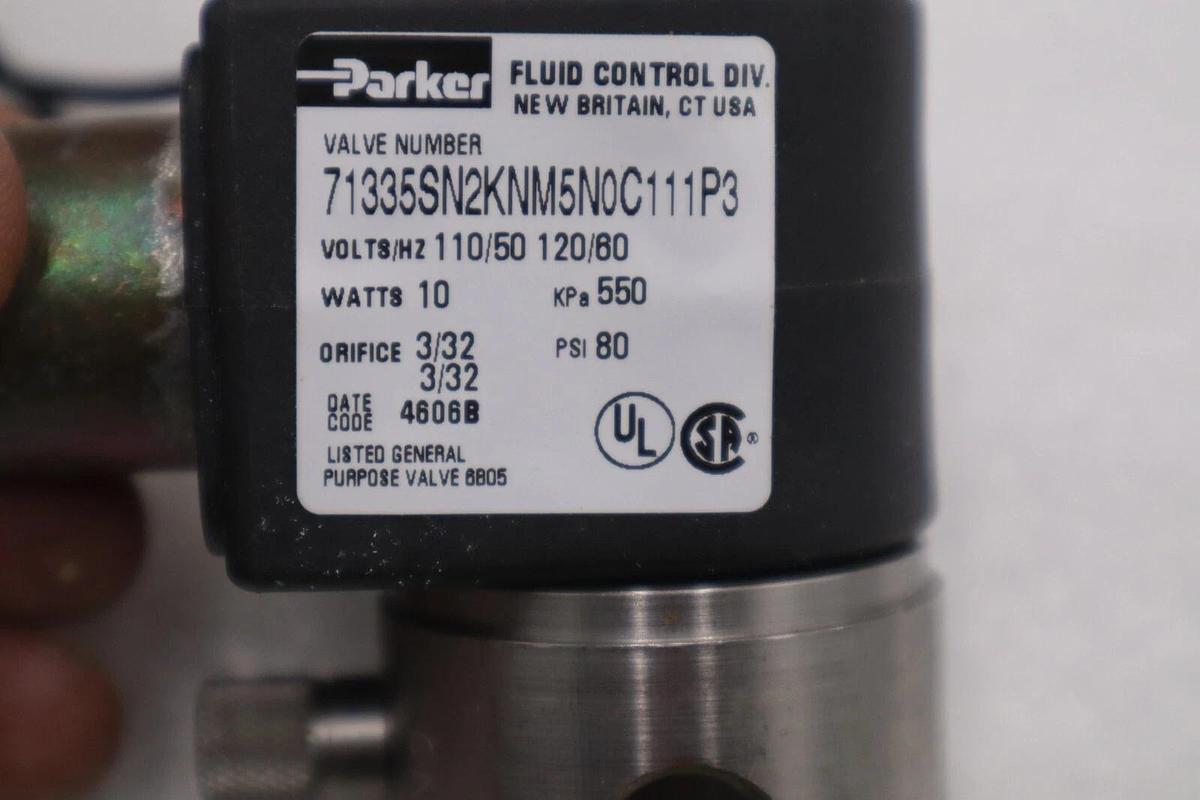 Parker FLUID CONTROL DIV.
NEW BRITAIN, CT USA
VALVE NUMBER
71335SN2KNM5N0C111P3
VOLTS/HZ 110/50 120/60
WATTS 10 KPa 550
ORIFICE 3/32 PSI 80
3/32
DATE CODE 4606B
LISTED GENERAL
PURPOSE VALVE 6B05
UL SA ®